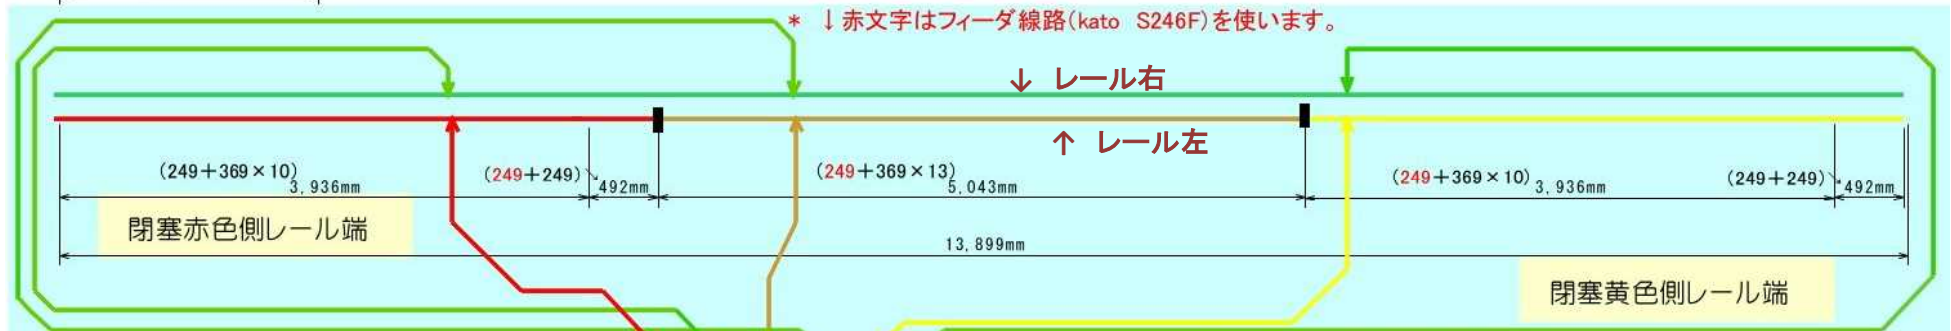 * ↓赤文字はフィーダ線路(kato S246F)を使います。
↓ レール右
↑ レール左
(249+369×10)
3,936mm
(249+249)
492mm
(249+369×13)
5,043mm
(249+369×10)
3,936mm
(249+249)
492mm
閉塞赤色側レール端
13,899mm
閉塞黄色側レール端